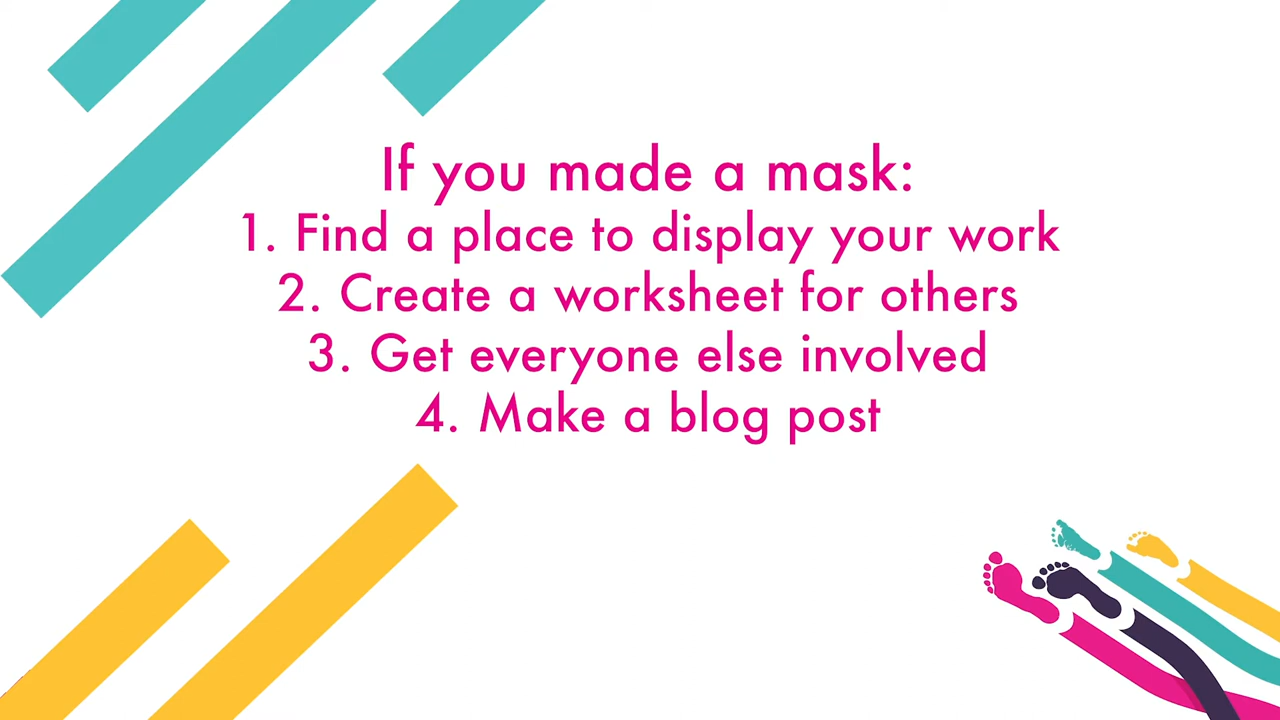 If you made a mask:
1. Find a place to display your work
2. Create a worksheet for others
3. Get everyone else involved
4. Make a blog post